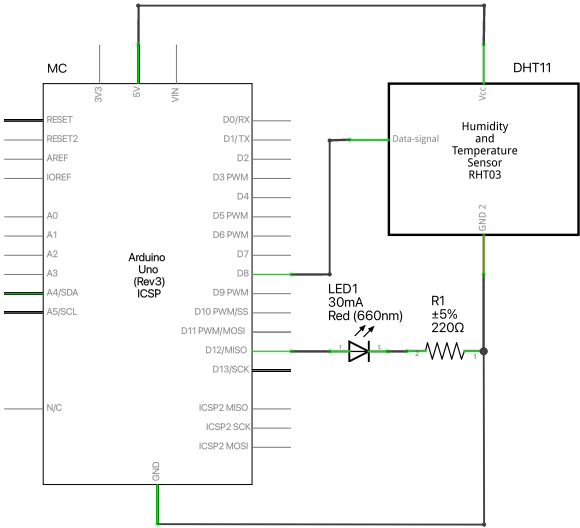 MC
DHT11
3V3
5V
VIN
Vcc
RESET
RESET2
AREF
IOREF
A0
A1
A2
A3
A4/SDA
A5/SCL
N/C
Arduino
Uno
(Rev3)
ICSP
D0/RX
D1/TX
D2
D3 PWM
D4
D5 PWM
D6 PWM
D7
D8
D9 PWM
D10 PWM/SS
D11 PWM/MOSI
D12/MISO
D13/SCK
ICSP2 MISO
ICSP2 SCK
ICSP2 MOSI
GND
Data-signal
Humidity
and
Temperature
Sensor
RHT03
GND 2
LED1
30mA
Red (660nm)
R1
±5%
220Ω
2
1